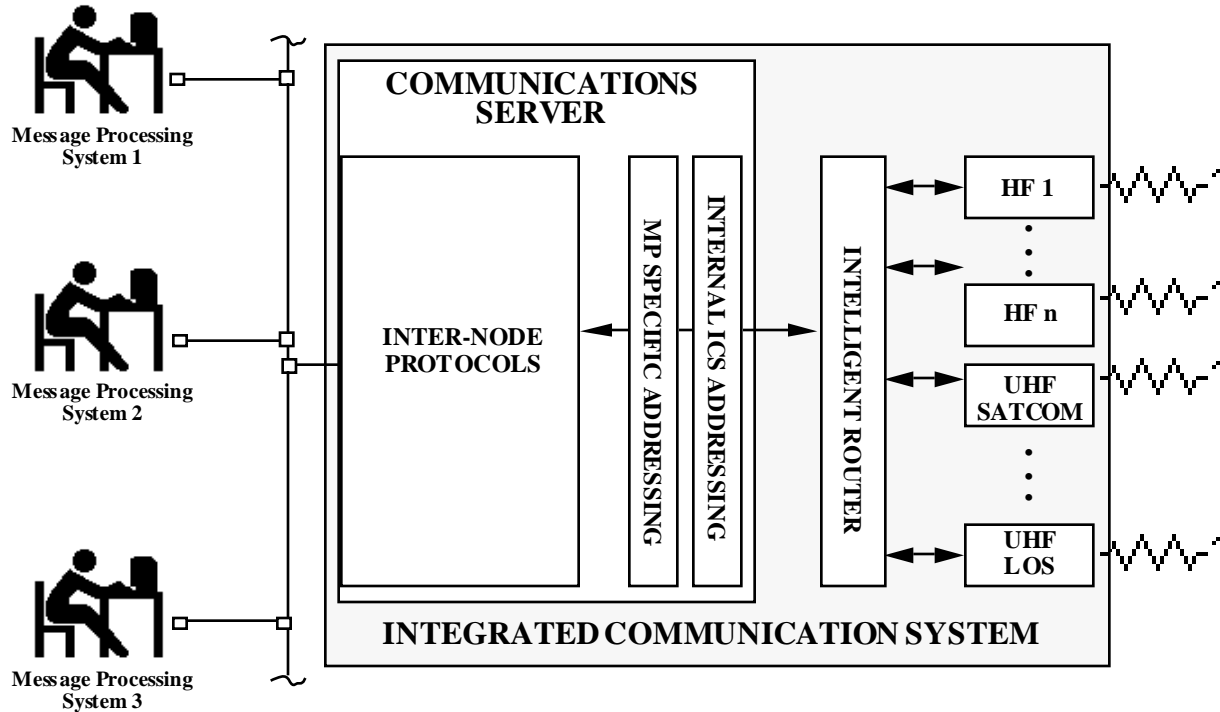 Message Processing
System 1
Message Processing
System 2
Message Processing
System 3
COMMUNICATIONS
SERVER
INTER-NODE
PROTOCOLS
MP SPECIFIC ADDRESSING
INTERNAL ICS ADDRESSING
INTELLIGENT ROUTER
HF 1
HF n
UHF
SATCOM
UHF
LOS
INTEGRATED COMMUNICATION SYSTEM